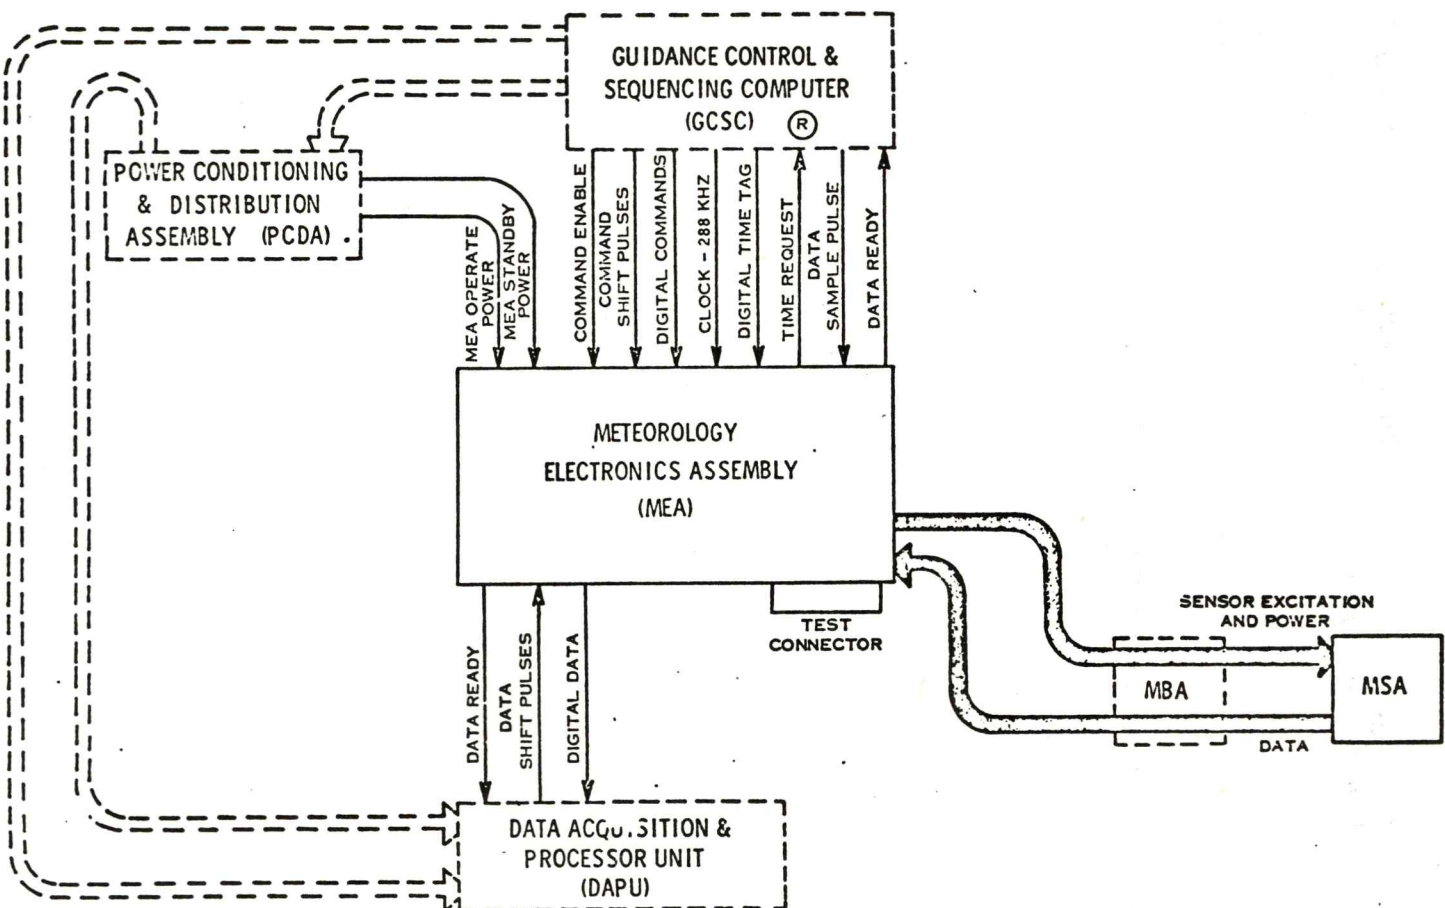 GUIDANCE CONTROL &
SEQUENCING COMPUTER
(GCSC) R
POWER CONDITIONING
& DISTRIBUTION
ASSEMBLY (PCDA)
MEA OPERATE
POWER
MEA STANDBY
POWER
COMMAND ENABLE
COMMAND
SHIFT PULSES
DIGITAL COMMANDS
CLOCK - 288 KHZ
DIGITAL TIME TAG
TIME REQUEST
DATA
SAMPLE PULSE
DATA READY
METEOROLOGY
ELECTRONICS ASSEMBLY
(MEA)
TEST
CONNECTOR
SENSOR EXCITATION
AND POWER
MBA
MSA
DATA
DATA READY
DATA
SHIFT PULSES
DIGITAL DATA
DATA ACQUISITION &
PROCESSOR UNIT
(DAPU)